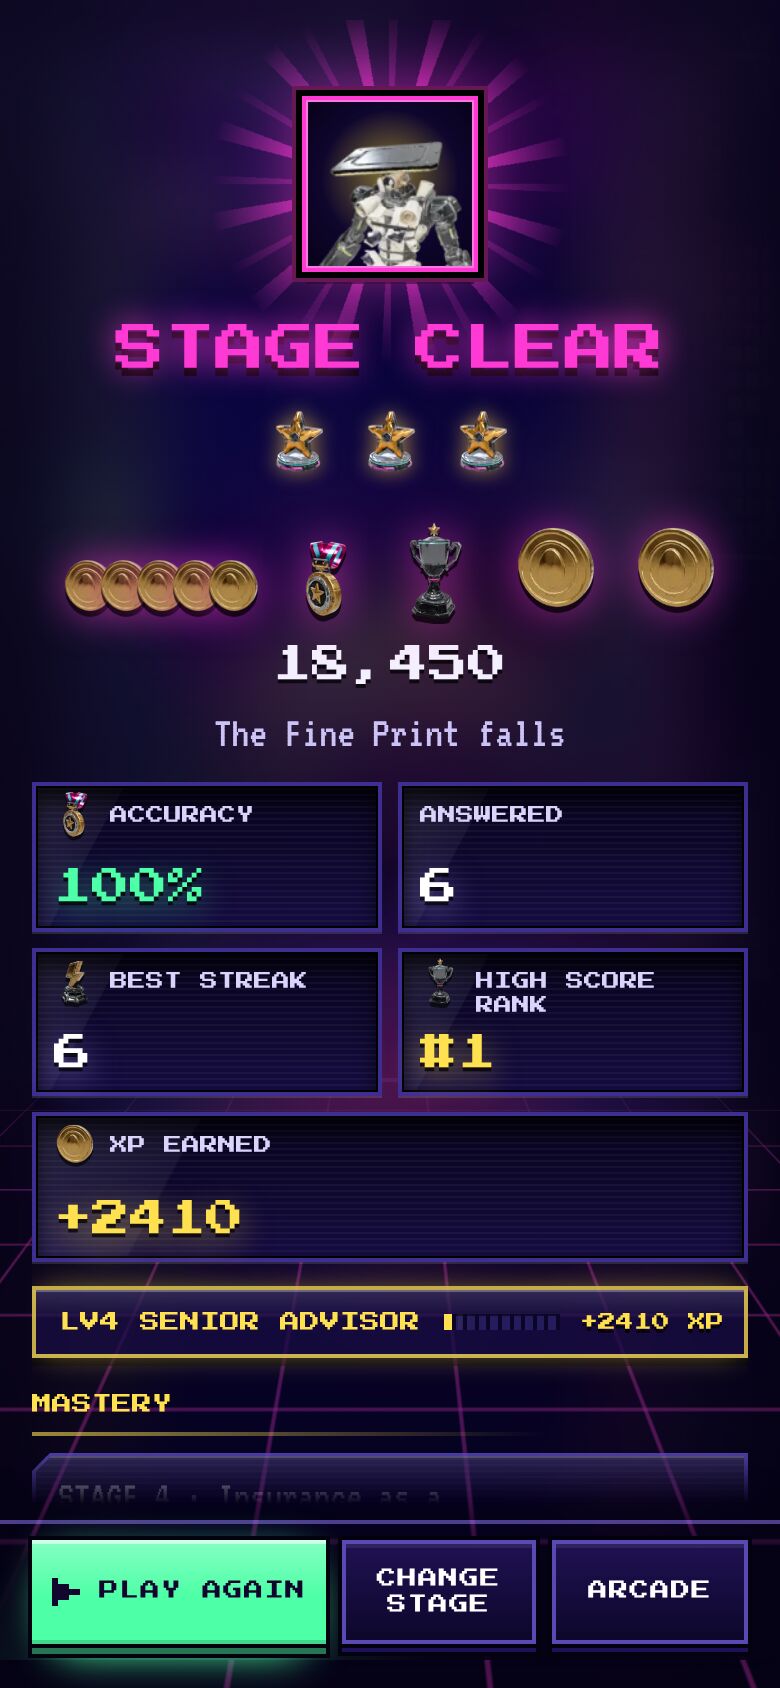 STAGE CLEAR
18,450
The Fine Print falls
ACCURACY
100%
ANSWERED
6
BEST STREAK
6
HIGH SCORE
RANK
#1
XP EARNED
+2410
LV4 SENIOR ADVISOR +2410 XP
MASTERY
STAGE 4 · Insurance as a
PLAY AGAIN
CHANGE
STAGE
ARCADE